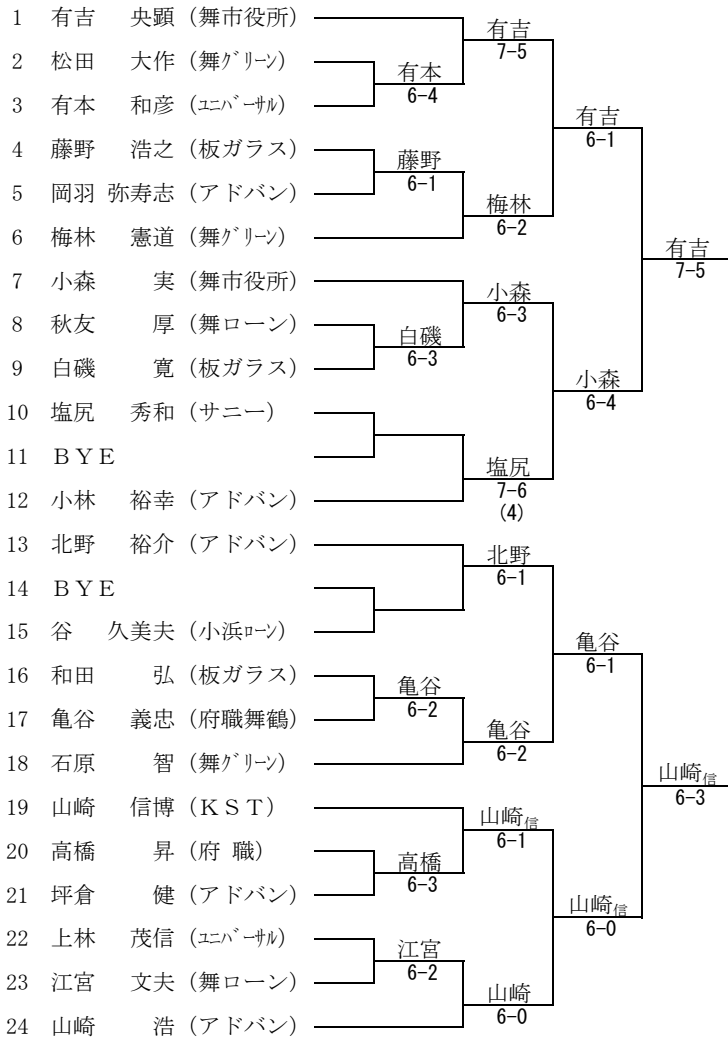 1 有吉 央顕 (舞市役所)
2 松田 大作 (舞グリーン)
3 有本 和彦 (ユニバーサル)
4 藤野 浩之 (板ガラス)
5 岡羽 弥寿志 (アドバン)
6 梅林 憲道 (舞グリーン)
7 小森 実 (舞市役所)
8 秋友 厚 (舞ローン)
9 白磯 寛 (板ガラス)
10 塩尻 秀和 (サニー)
11 ＢＹＥ
12 小林 裕幸 (アドバン)
13 北野 裕介 (アドバン)
14 ＢＹＥ
15 谷 久美夫 (小浜ローン)
16 和田 弘 (板ガラス)
17 亀谷 義忠 (府職舞鶴)
18 石原 智 (舞グリーン)
19 山崎 信博 (ＫＳＴ)
20 高橋 昇 (府 職)
21 坪倉 健 (アドバン)
22 上林 茂信 (ユニバーサル)
23 江宮 文夫 (舞ローン)
24 山崎 浩 (アドバン)
有本
6-4
藤野
6-1
白磯
6-3
亀谷
6-2
高橋
6-3
江宮
6-2
有吉
7-5
梅林
6-2
小森
6-3
塩尻
7-6
(4)
北野
6-1
亀谷
6-2
山崎信
6-1
山崎
6-0
有吉
6-1
小森
6-4
亀谷
6-1
山崎信
6-0
有吉
7-5
山崎信
6-3